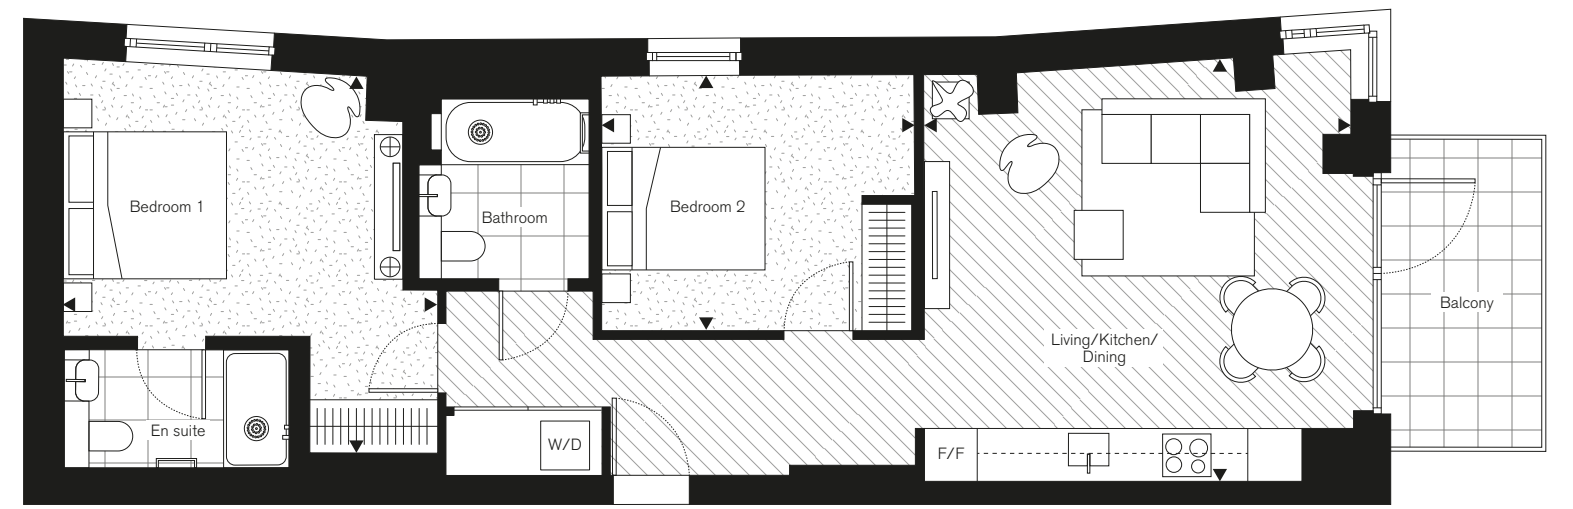 Bedroom 1
Bathroom
Bedroom 2
Balcony
Living/Kitchen/
Dining
En suite
W/D
F/F